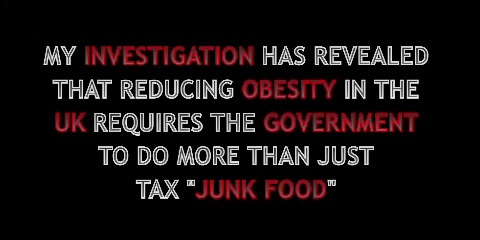 MY INVESTIGATION HAS REVEALED
THAT REDUCING OBESITY IN THE
UK REQUIRES THE GOVERNMENT
TO DO MORE THAN JUST
TAX "JUNK FOOD"